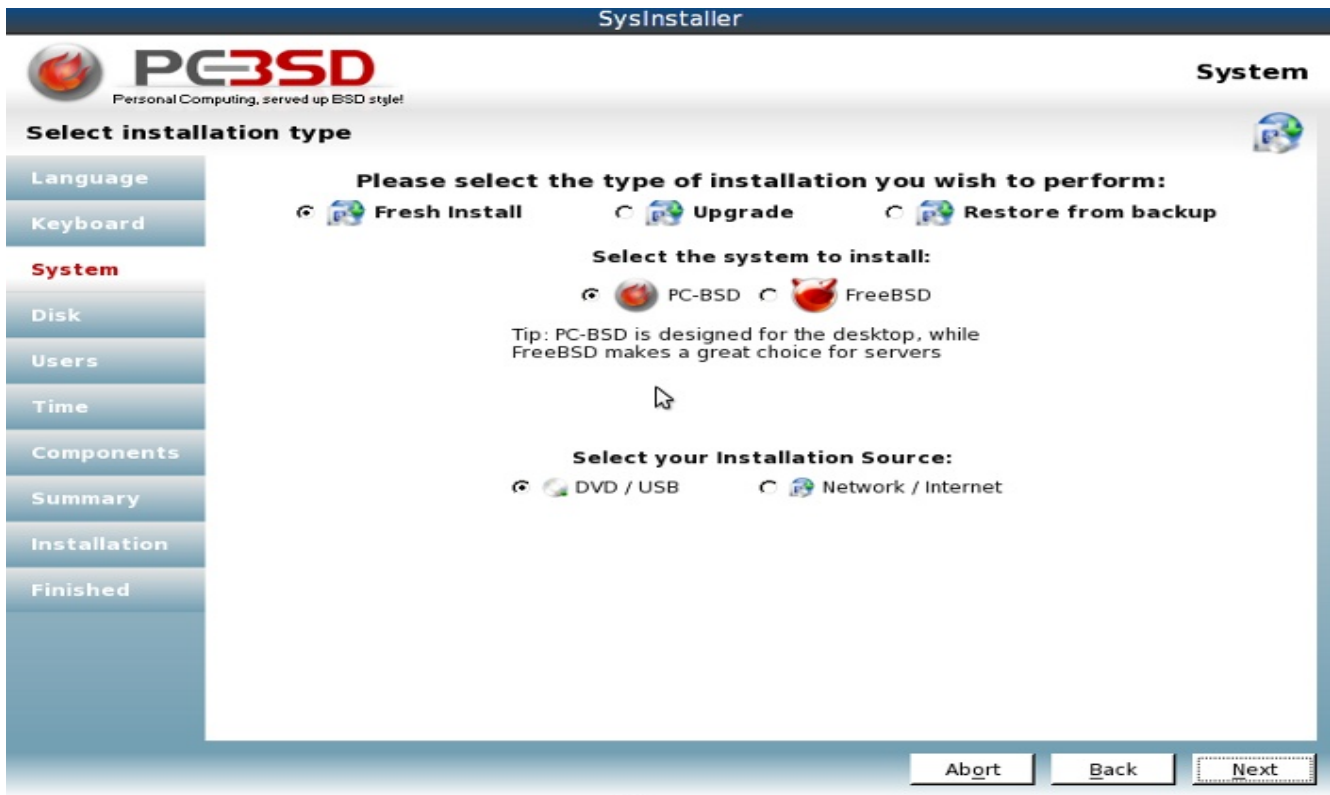 SysInstaller
PC-BSD
Personal Computing, served up BSD style!
System
Select installation type
Language
Keyboard
System
Disk
Users
Time
Components
Summary
Installation
Finished
Please select the type of installation you wish to perform:
Fresh Install Upgrade Restore from backup
Select the system to install:
PC-BSD FreeBSD
Tip: PC-BSD is designed for the desktop, while
FreeBSD makes a great choice for servers
Select your Installation Source:
DVD / USB Network / Internet
Abort Back Next